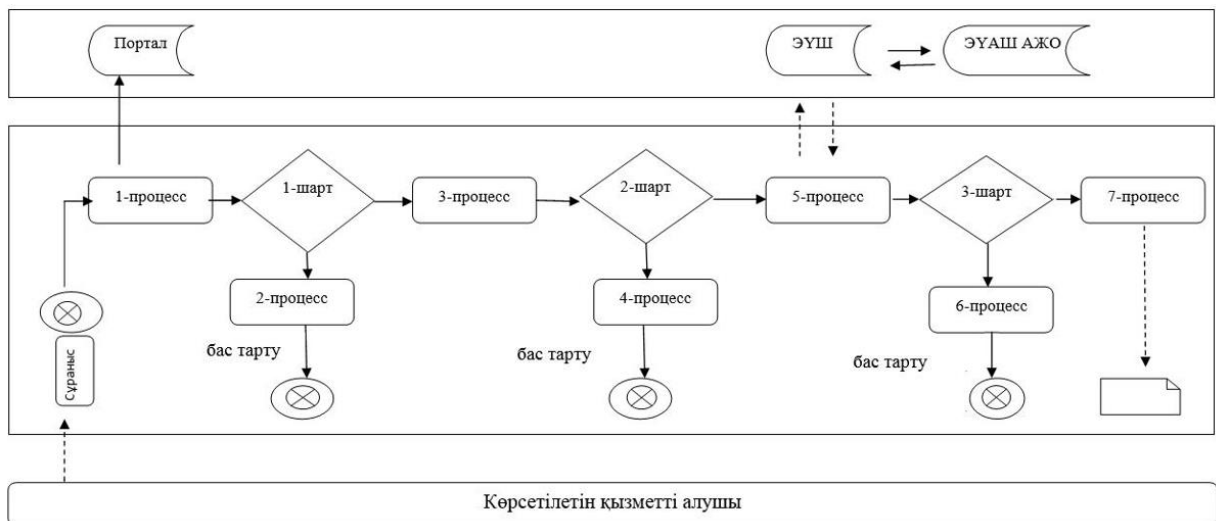 Портал
ЭҮШ
ЭҮАШ АЖО
1-процесс
1-шарт
3-процесс
2-шарт
5-процесс
3-шарт
7-процесс
2-процесс
4-процесс
6-процесс
бас тарту
бас тарту
бас тарту
Сұраныс
Көрсетілетін қызметті алушы